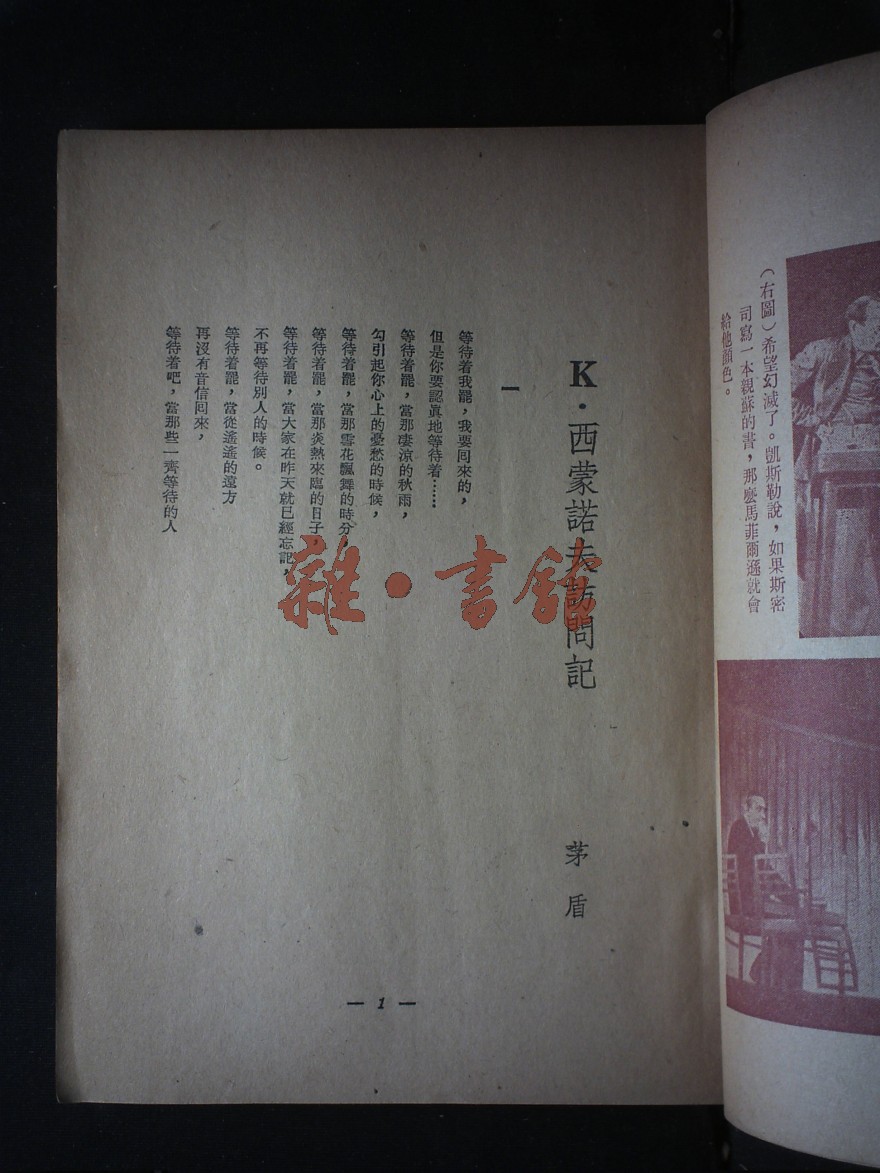 (右圖)希望幻滅了。凱斯勒說,如果斯密
司寫一本親蘇的書,那麽馬菲爾遜就會
給他顏色。
K·西蒙諾夫訪問記
茅盾
一
等待着我罷,我要囘來的,
但是你要認眞地等待着……
等待着罷,當那凄涼的秋雨,
勾引起你心上的憂愁的時候,
等待着罷,當那雪花飄舞的時分,
等待着罷,當那炎熱來臨的日子,
等待着罷,當大家在昨天就已經忘記,
不再等待別人的時候。
等待着罷,當從遙遙的遠方
再沒有音信囘來,
等待着吧,當那些一齊等待的人
— 1 —
雜·書館